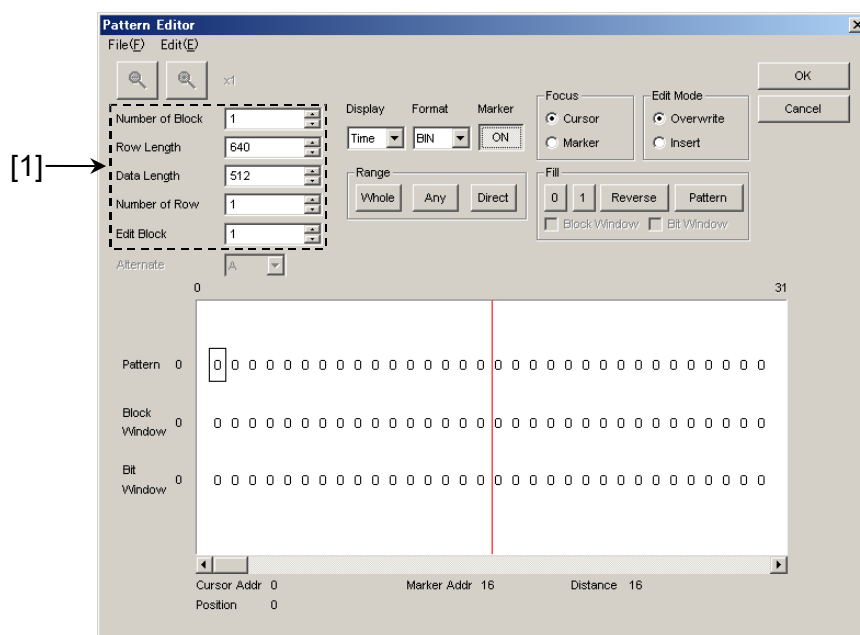 Pattern Editor
File(F) Edit(E)
x1
OK
Cancel
[1]
Number of Block 1
Row Length 640
Data Length 512
Number of Row 1
Edit Block 1
Alternate A
Display Format Marker
Time BIN ON
Focus
Cursor
Marker
Edit Mode
Overwrite
Insert
Range
Whole Any Direct
Fill
0 1 Reverse Pattern
Block Window Bit Window
0 31
Pattern 0 0 0 0 0 0 0 0 0 0 0 0 0 0 0 0 0 0 0 0 0 0 0 0 0 0 0 0 0 0 0 0 0
Block
Window 0 0 0 0 0 0 0 0 0 0 0 0 0 0 0 0 0 0 0 0 0 0 0 0 0 0 0 0 0 0 0 0 0
Bit
Window 0 0 0 0 0 0 0 0 0 0 0 0 0 0 0 0 0 0 0 0 0 0 0 0 0 0 0 0 0 0 0 0 0
Cursor Addr 0 Marker Addr 16 Distance 16
Position 0